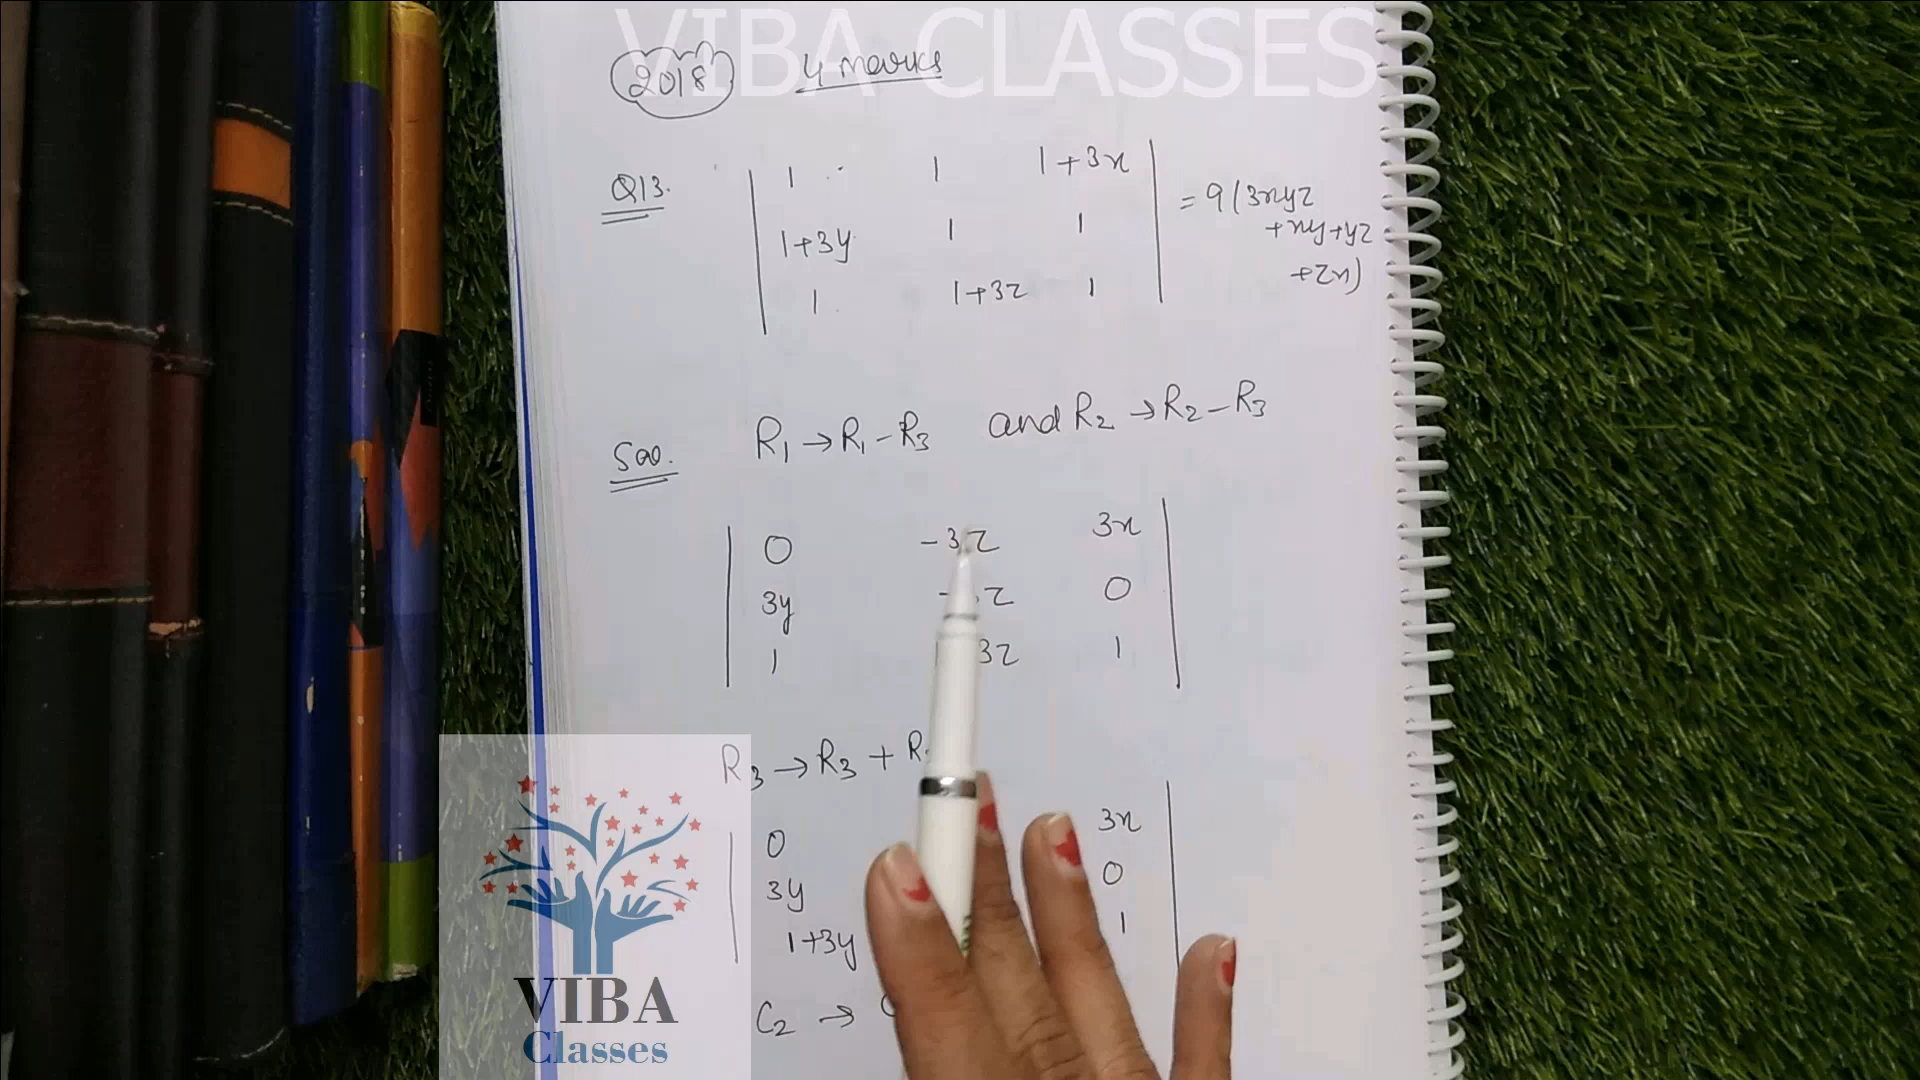 VIBA CLASSES
2018 4 marks
Q13. | 1 1 1+3x |
| 1+3y 1 1 | = 9(3xyz + xy + yz + zx)
| 1 1+3z 1 |
Sol. R₁ → R₁ - R₃ and R₂ → R₂ - R₃
| 0 -3z 3x |
| 3y z 0 |
| 1 3z 1 |
R₃ → R₃ + R
| 0 3x |
| 3y 0 |
| 1+3y 1 |
C₂ →
VIBA
Classes